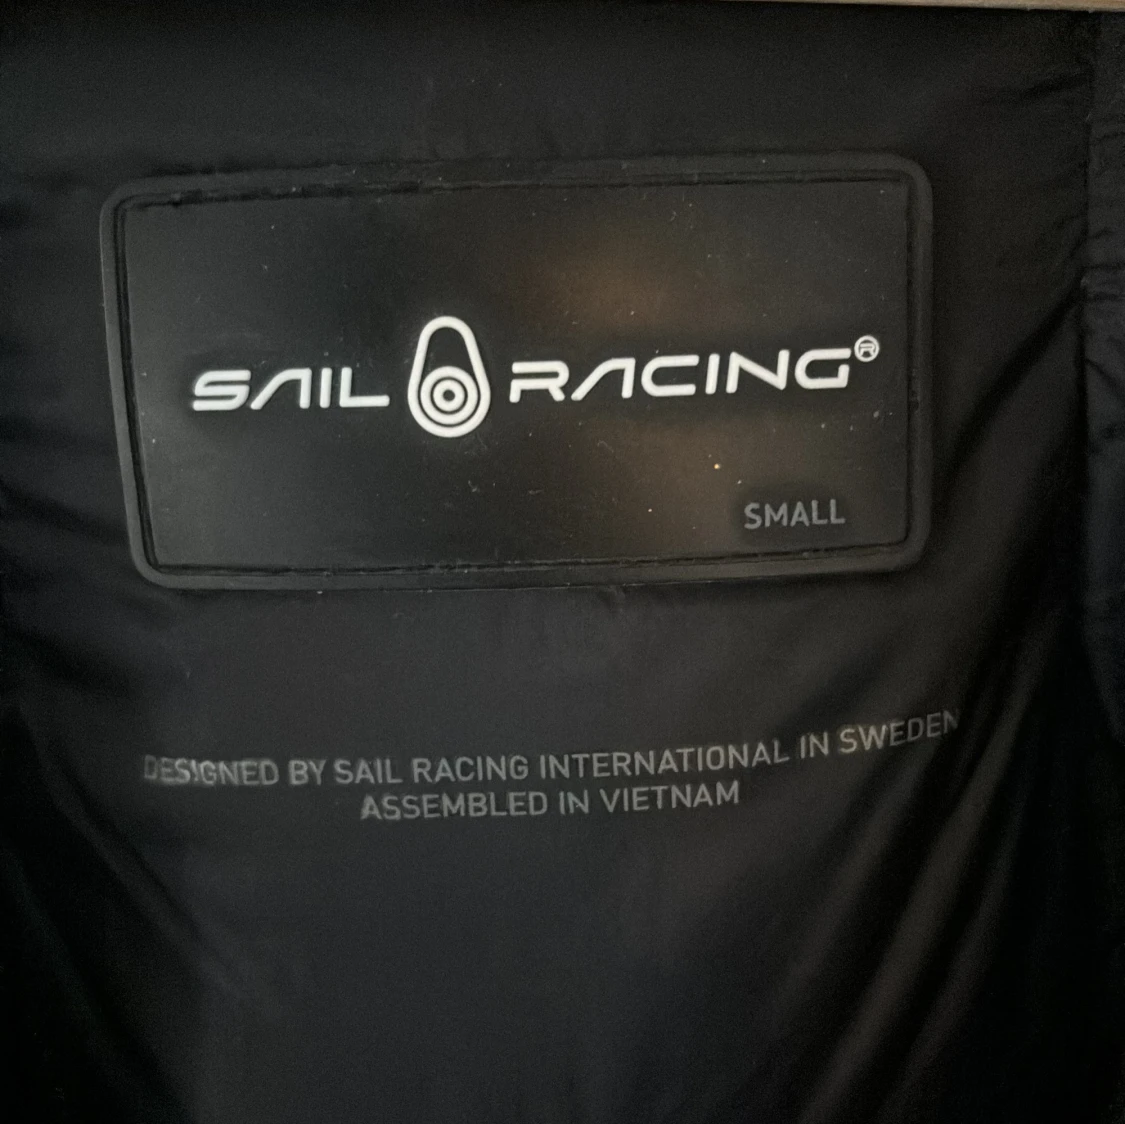 SAIL RACING®
SMALL
DESIGNED BY SAIL RACING INTERNATIONAL IN SWEDEN
ASSEMBLED IN VIETNAM